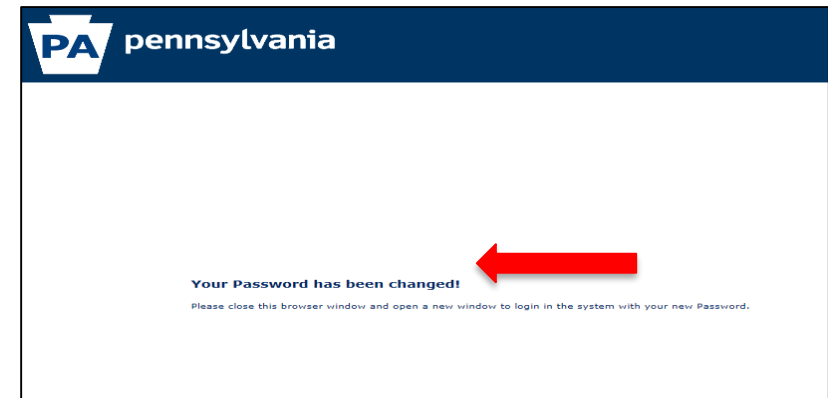 PA pennsylvania
Your Password has been changed!
Please close this browser window and open a new window to login in the system with your new Password.